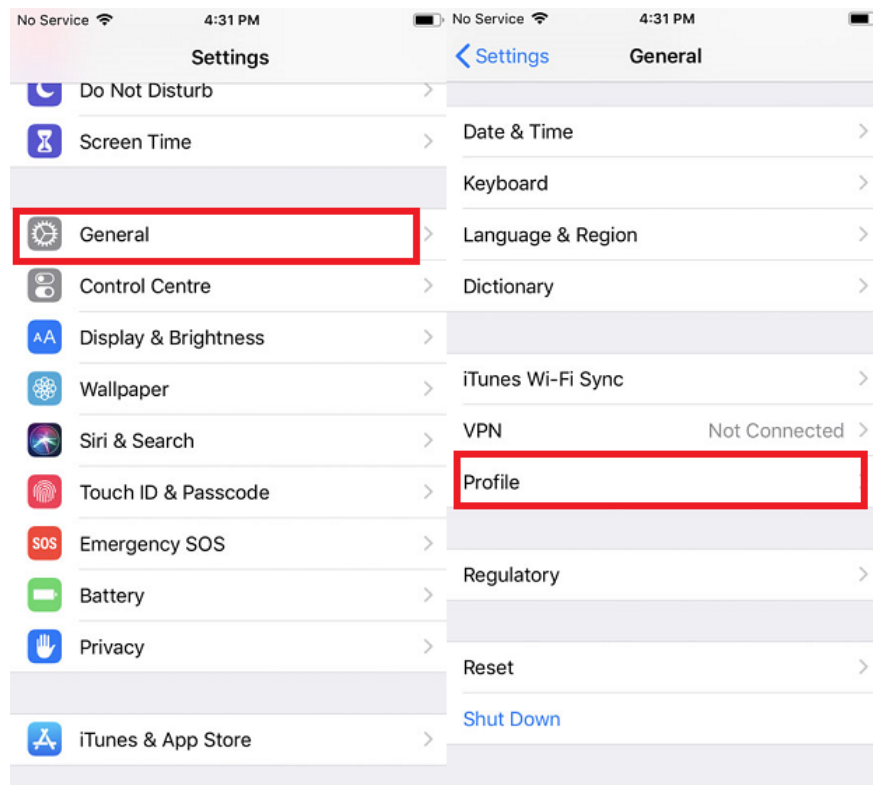 No Service 4:31 PM
Settings
Do Not Disturb
Screen Time
General
Control Centre
AA Display & Brightness
Wallpaper
Siri & Search
Touch ID & Passcode
SOS Emergency SOS
Battery
Privacy
iTunes & App Store
No Service 4:31 PM
Settings General
Date & Time
Keyboard
Language & Region
Dictionary
iTunes Wi-Fi Sync
VPN Not Connected
Profile
Regulatory
Reset
Shut Down